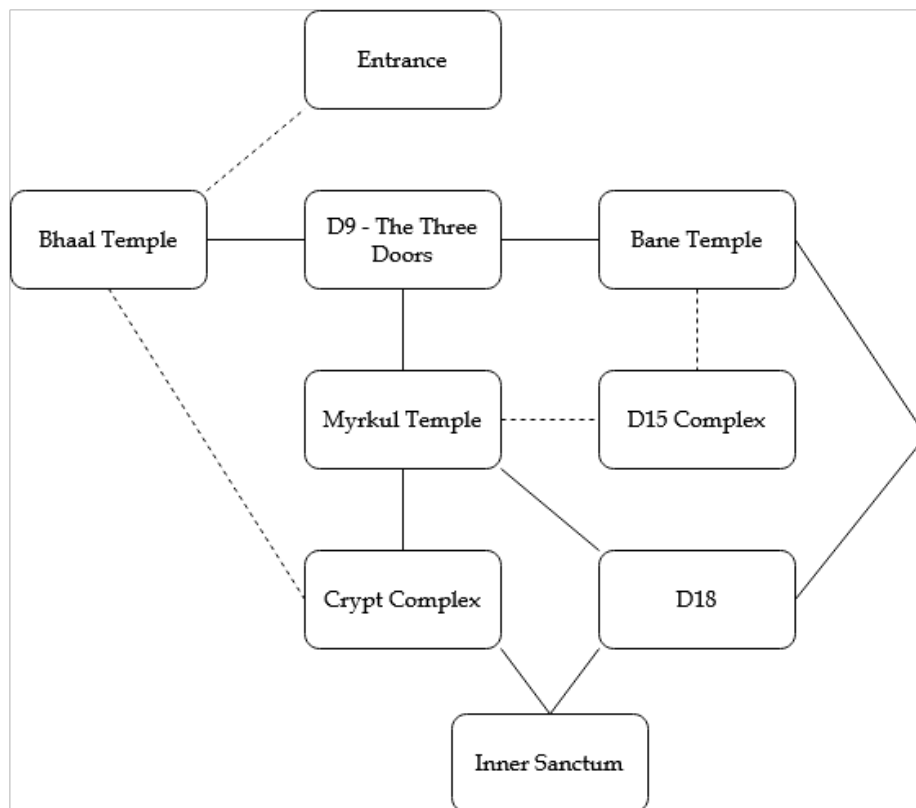 Entrance
Bhaal Temple
D9 - The Three
Doors
Bane Temple
Myrkul Temple
D15 Complex
Crypt Complex
D18
Inner Sanctum